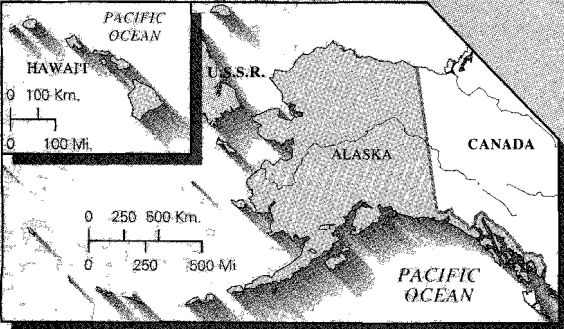 PACIFIC
OCEAN
HAWAI'I
0 100 Km.
0 100 Mi.
U.S.S.R.
ALASKA
CANADA
0 250 500 Km.
0 250 500 Mi
PACIFIC
OCEAN